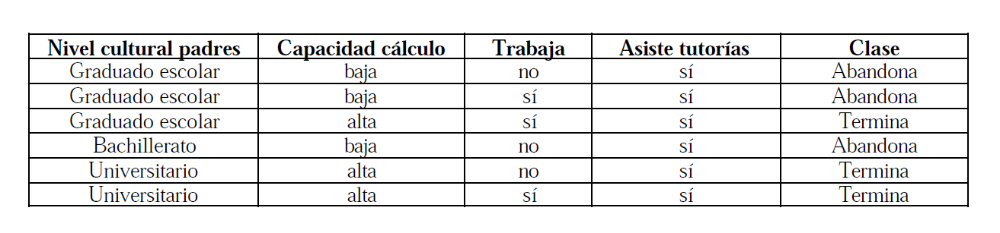 Nivel cultural padres Capacidad cálculo Trabaja Asiste tutorías Clase
Graduado escolar baja no sí Abandona
Graduado escolar baja sí sí Abandona
Graduado escolar alta sí sí Termina
Bachillerato baja no sí Abandona
Universitario alta no sí Termina
Universitario alta sí sí Termina